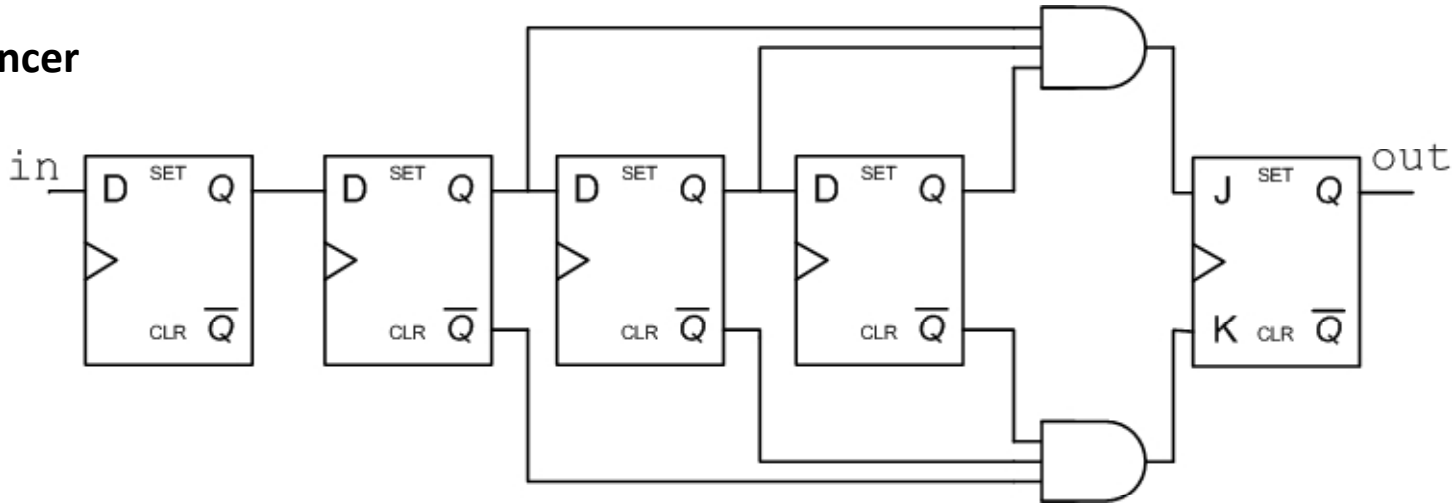 ncer
in
out
D SET Q
CLR Q̅
D SET Q
CLR Q̅
D SET Q
CLR Q̅
D SET Q
CLR Q̅
J SET Q
K CLR Q̅